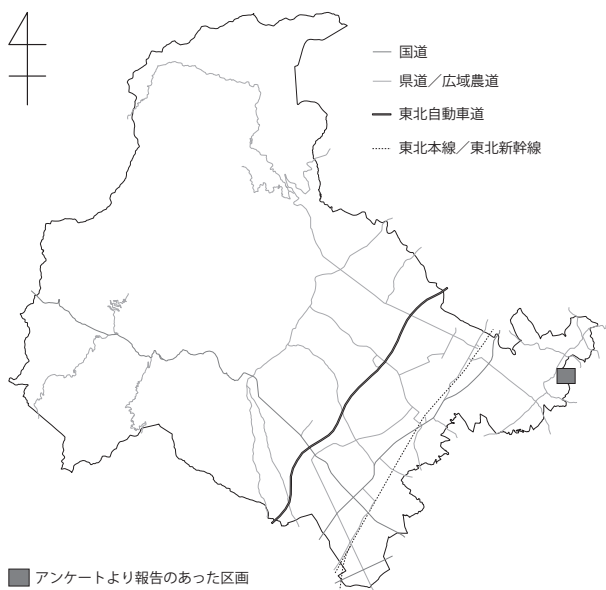 国道
県道／広域農道
東北自動車道
東北本線／東北新幹線
アンケートより報告のあった区画